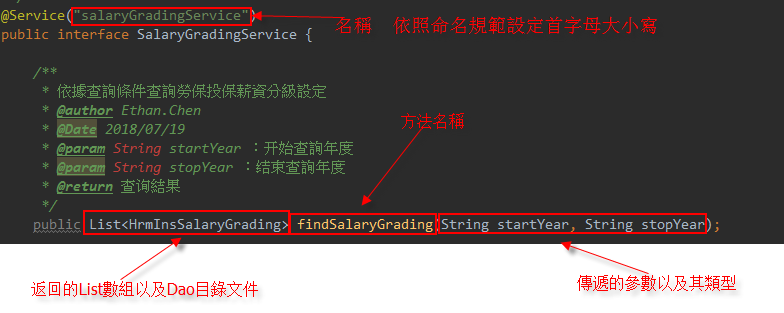 */
@Service("salaryGradingService") 名稱 依照命名規範設定首字母大小寫
public interface SalaryGradingService {
/**
* 依據查詢條件查詢勞保投保薪資分級設定
* @author Ethan.Chen
* @Date 2018/07/19
方法名稱
* @param String startYear ：开始查詢年度
* @param String stopYear ：结束查詢年度
* @return 查询結果
*/
public List<HrmInsSalaryGrading> findSalaryGrading(String startYear, String stopYear);
返回的List數組以及Dao目錄文件
傳遞的參數以及其類型